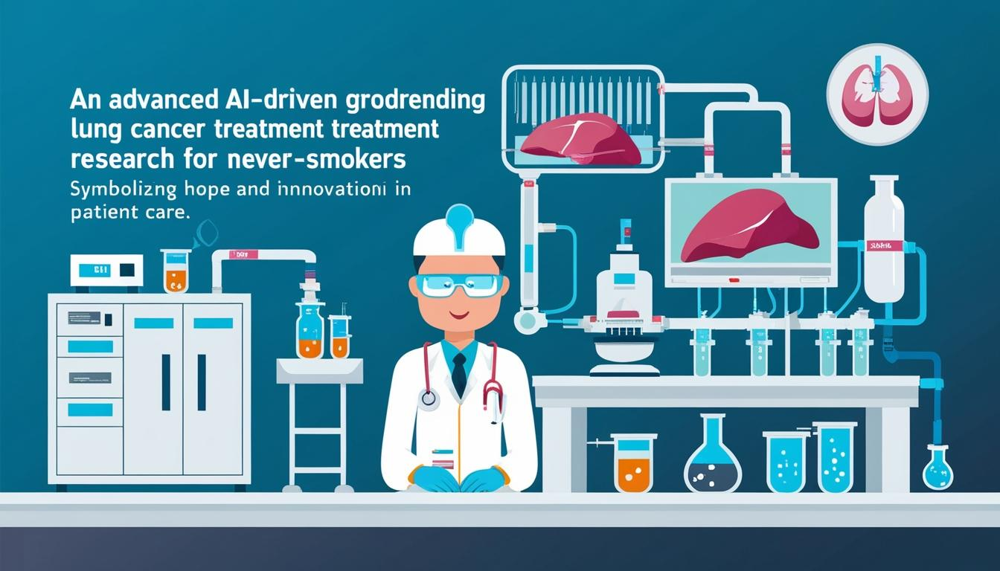 An advanced AI-driven grodrending
lung cancer treatment treatment
research for never-smokers
Symbolizng hope and innovationi in
patient care.